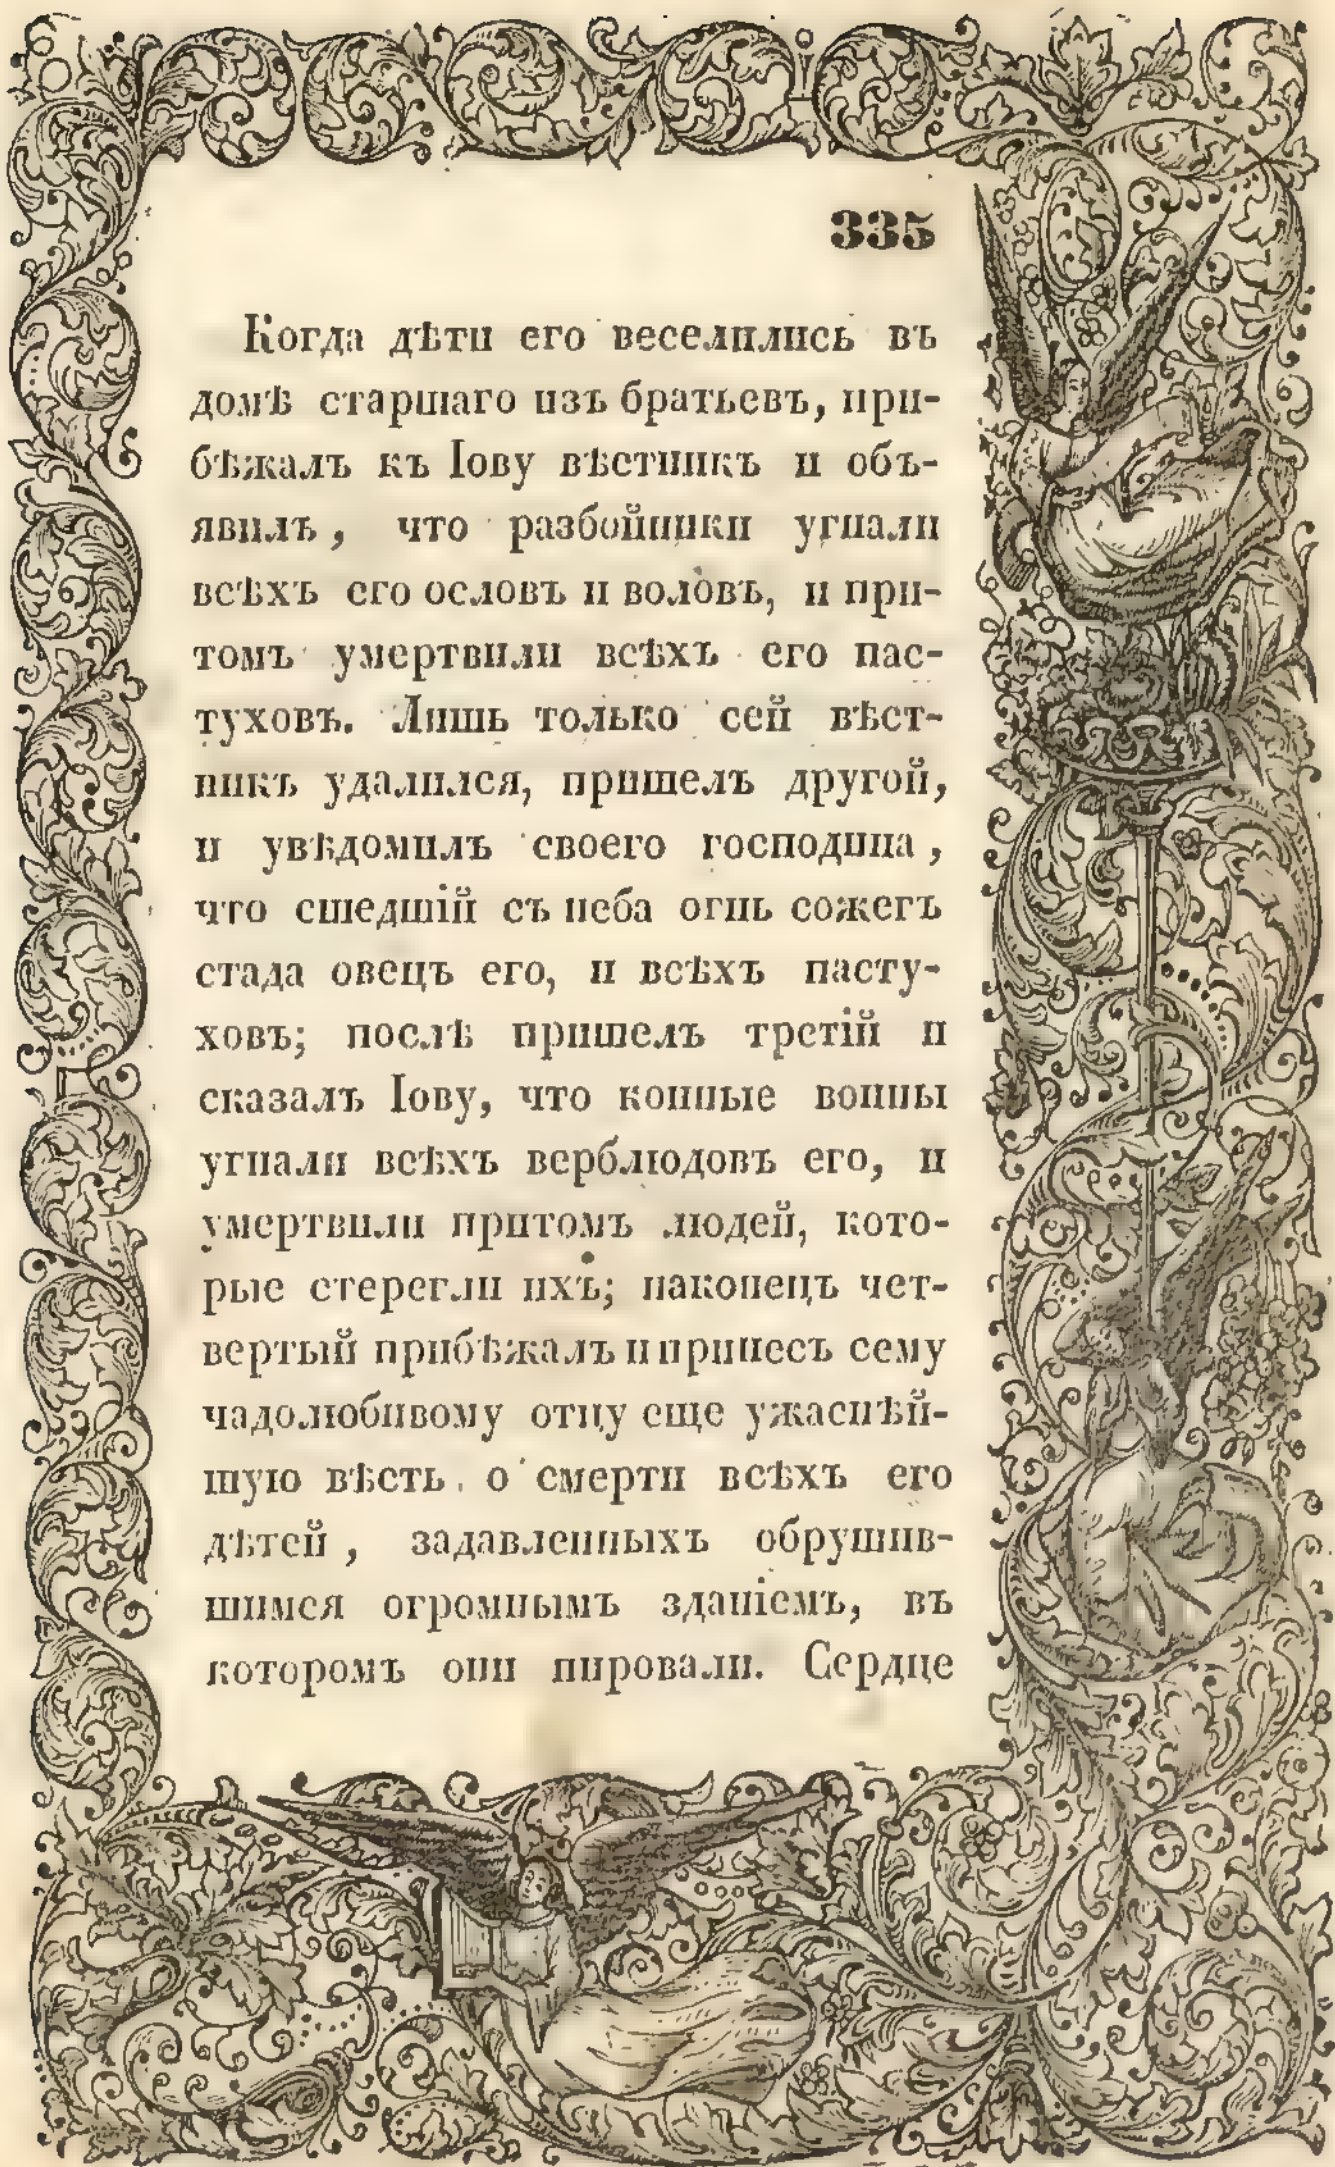 335
Когда дѣти его веселились въ
домѣ старшаго изъ братьевъ, при-
бѣжалъ къ Іову вѣстникъ и объ-
явилъ, что разбойники угнали
всѣхъ его ословъ и воловъ, и при-
томъ умертвили всѣхъ его пас-
туховъ. Лишь только сей вѣст-
никъ удалился, пришелъ другой,
и увѣдомилъ своего господина,
что сшедшій съ неба огнь сожегъ
стада овецъ его, и всѣхъ пасту-
ховъ; послѣ пришелъ третій и
сказалъ Іову, что конные воины
угнали всѣхъ верблюдовъ его, и
умертвили притомъ людей, кото-
рые стерегли ихъ; наконецъ чет-
вертый прибѣжалъ и принесъ сему
чадолюбивому отцу еще ужаснѣй-
шую вѣсть о смерти всѣхъ его
дѣтей, задавленныхъ обрушив-
шимся огромнымъ зданіемъ, въ
которомъ они пировали. Сердце